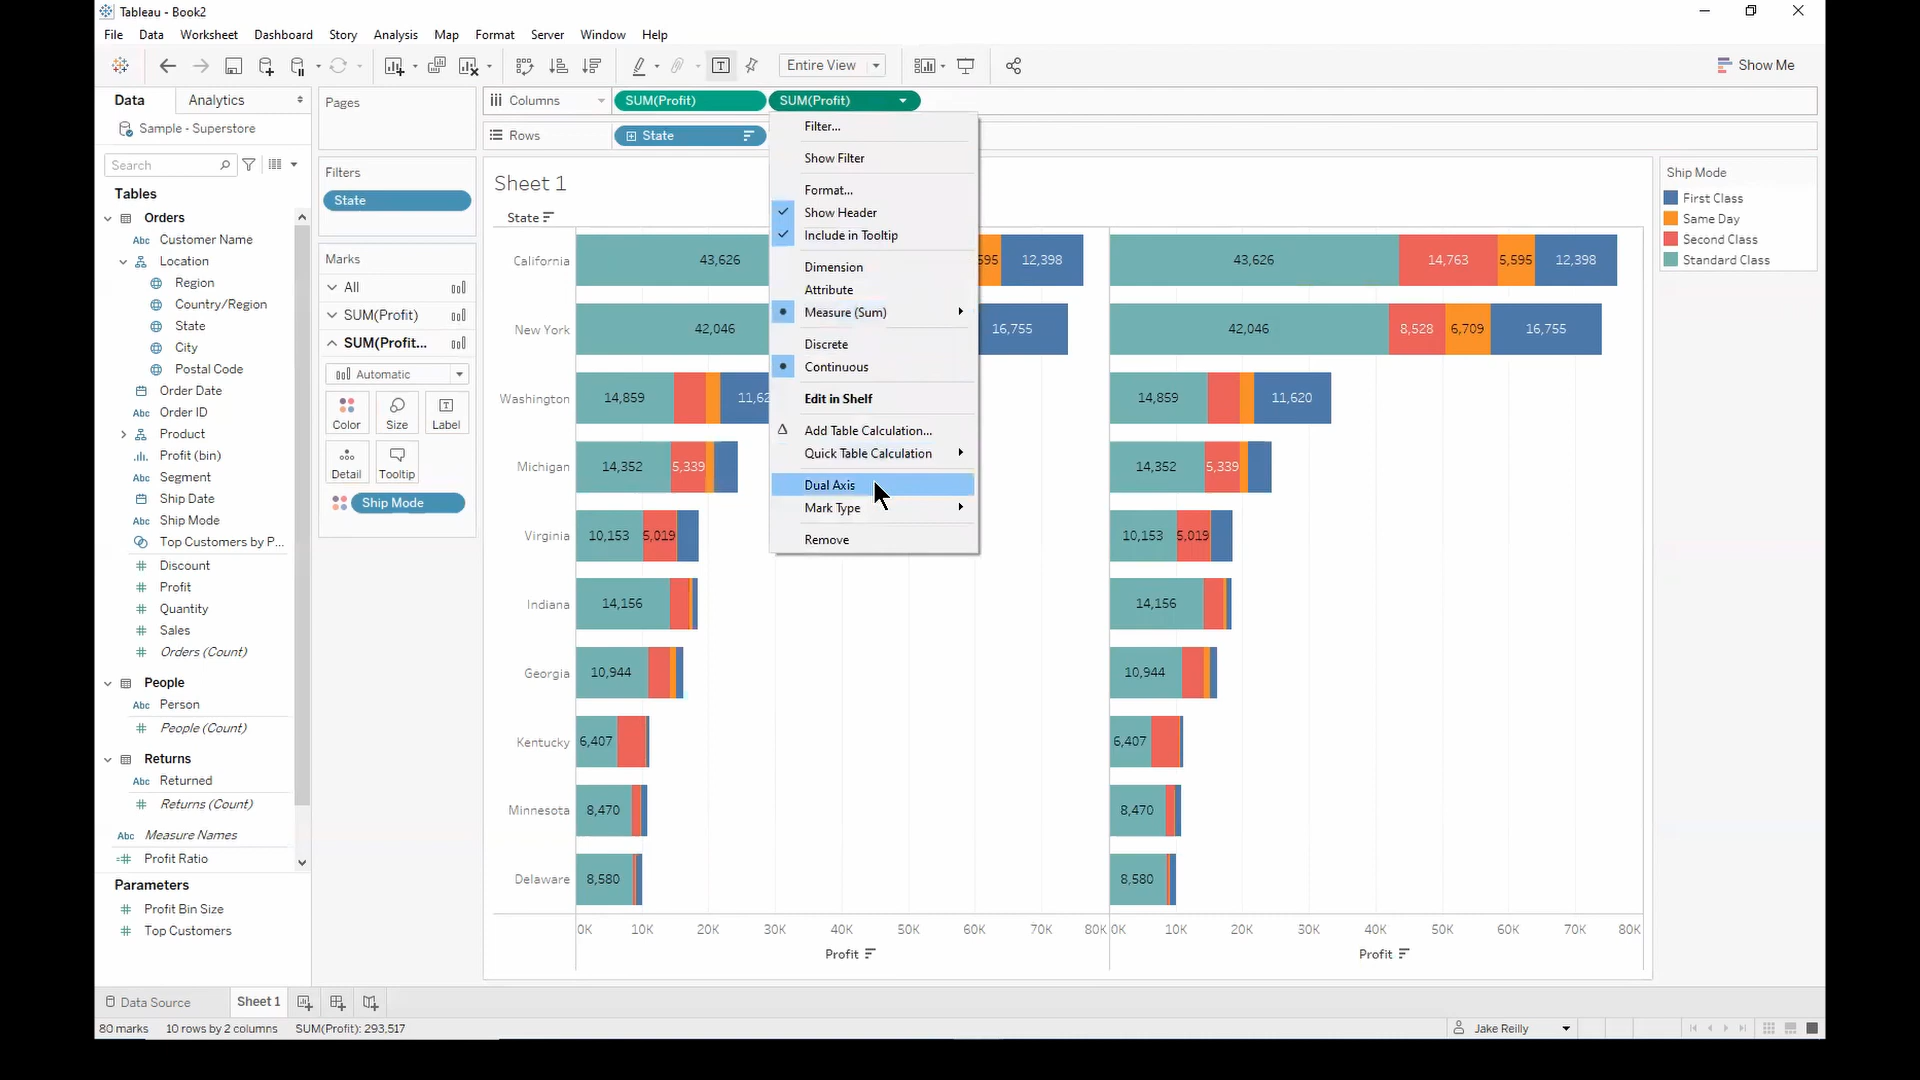 Tableau - Book2
File Data Worksheet Dashboard Story Analysis Map Format Server Window Help
Entire View
Show Me
Data Analytics
Sample - Superstore
Search
Tables
Orders
Abc Customer Name
Location
Region
Country/Region
State
City
Postal Code
Order Date
Abc Order ID
Product
Profit (bin)
Abc Segment
Ship Date
Abc Ship Mode
Top Customers by P...
# Discount
# Profit
# Quantity
# Sales
# Orders (Count)
People
Abc Person
# People (Count)
Returns
Abc Returned
# Returns (Count)
Abc Measure Names
=# Profit Ratio
Parameters
# Profit Bin Size
# Top Customers
Pages
Filters
State
Marks
All
SUM(Profit)
SUM(Profit...
Automatic
Color Size Label
Detail Tooltip
Ship Mode
Columns SUM(Profit) SUM(Profit)
Rows State
Sheet 1
State
Filter...
Show Filter
Format...
Show Header
Include in Tooltip
Dimension
Attribute
Measure (Sum)
Discrete
Continuous
Edit in Shelf
Add Table Calculation...
Quick Table Calculation
Dual Axis
Mark Type
Remove
California 43,626 595 12,398 43,626 14,763 5,595 12,398
New York 42,046 16,755 42,046 8,528 6,709 16,755
Washington 14,859 11,62 14,859 11,620
Michigan 14,352 5,339 14,352 5,339
Virginia 10,153 5,019 10,153 5,019
Indiana 14,156 14,156
Georgia 10,944 10,944
Kentucky 6,407 6,407
Minnesota 8,470 8,470
Delaware 8,580 8,580
0K 10K 20K 30K 40K 50K 60K 70K 80K 0K 10K 20K 30K 40K 50K 60K 70K 80K
Profit Profit
Ship Mode
First Class
Same Day
Second Class
Standard Class
Data Source Sheet 1
80 marks 10 rows by 2 columns SUM(Profit): 293,517
Jake Reilly